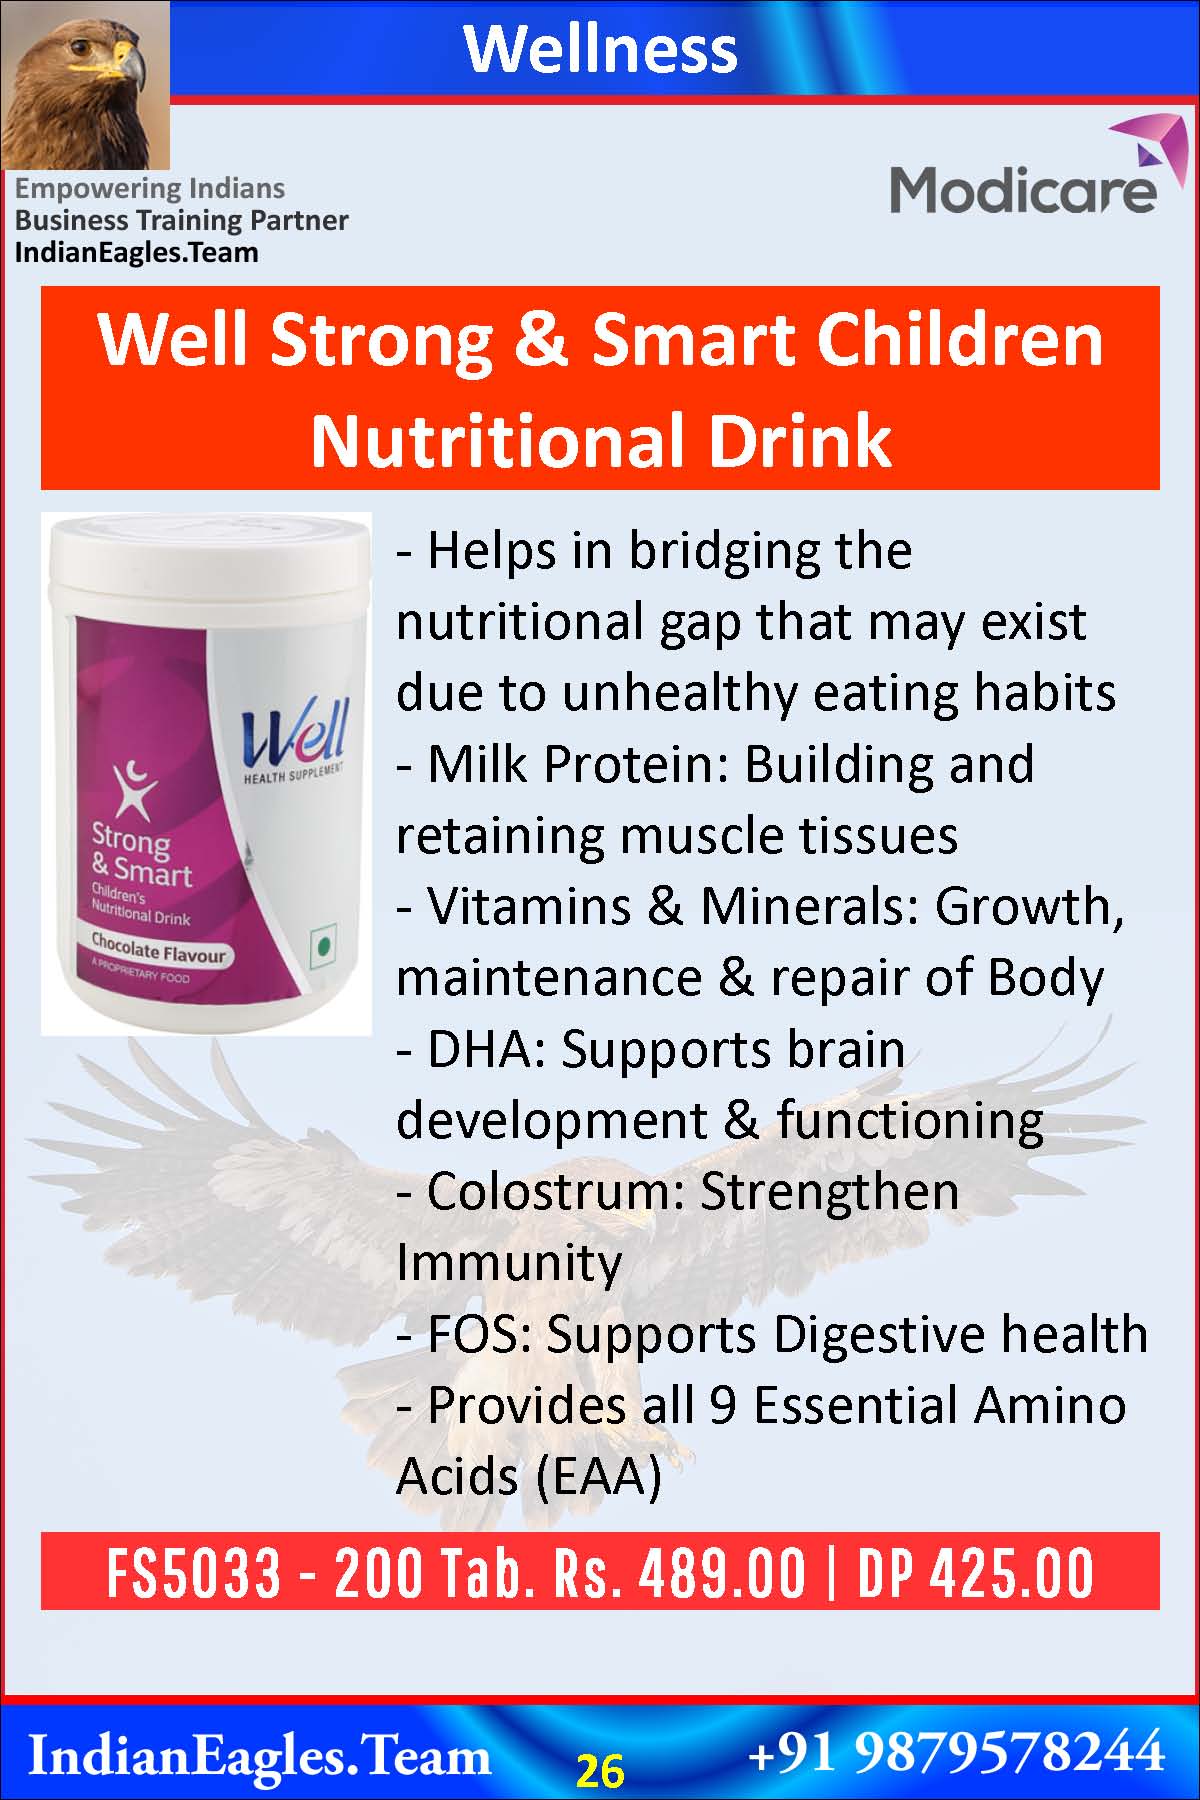 Wellness
Empowering Indians
Business Training Partner
IndianEagles.Team
Modicare
Well Strong & Smart Children
Nutritional Drink
Well
HEALTH SUPPLEMENT
Strong
& Smart
Children's
Nutritional Drink
Chocolate Flavour
A PROPRIETARY FOOD
- Helps in bridging the
nutritional gap that may exist
due to unhealthy eating habits
- Milk Protein: Building and
retaining muscle tissues
- Vitamins & Minerals: Growth,
maintenance & repair of Body
- DHA: Supports brain
development & functioning
- Colostrum: Strengthen
Immunity
- FOS: Supports Digestive health
- Provides all 9 Essential Amino
Acids (EAA)
FS5033 - 200 Tab. Rs. 489.00 | DP 425.00
IndianEagles.Team
26
+91 9879578244